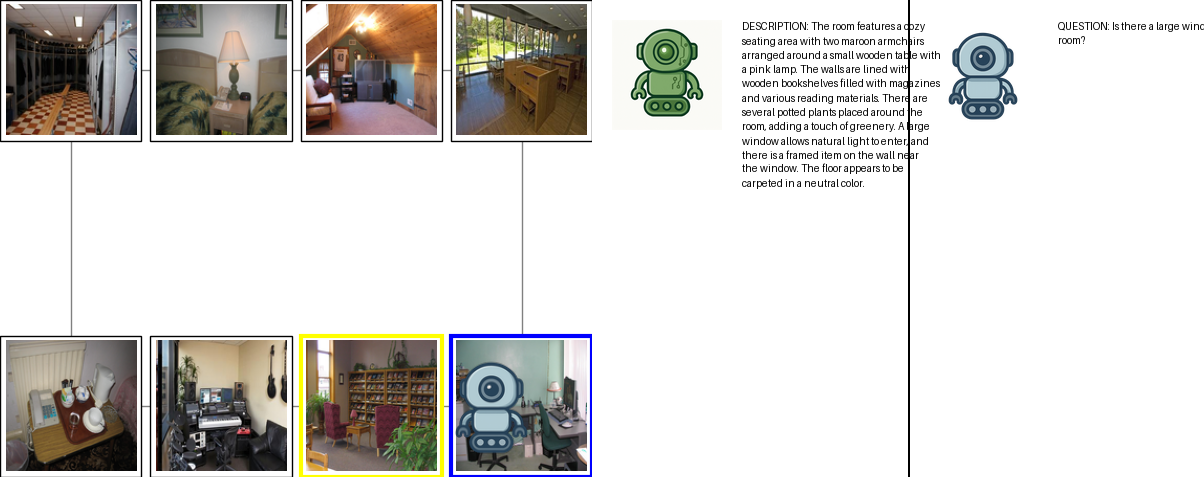 DESCRIPTION: The room features a cozy
seating area with two maroon armchairs
arranged around a small wooden table with
a pink lamp. The walls are lined with
wooden bookshelves filled with magazines
and various reading materials. There are
several potted plants placed around the
room, adding a touch of greenery. A large
window allows natural light to enter, and
there is a framed item on the wall near
the window. The floor appears to be
carpeted in a neutral color.
QUESTION: Is there a large
room?